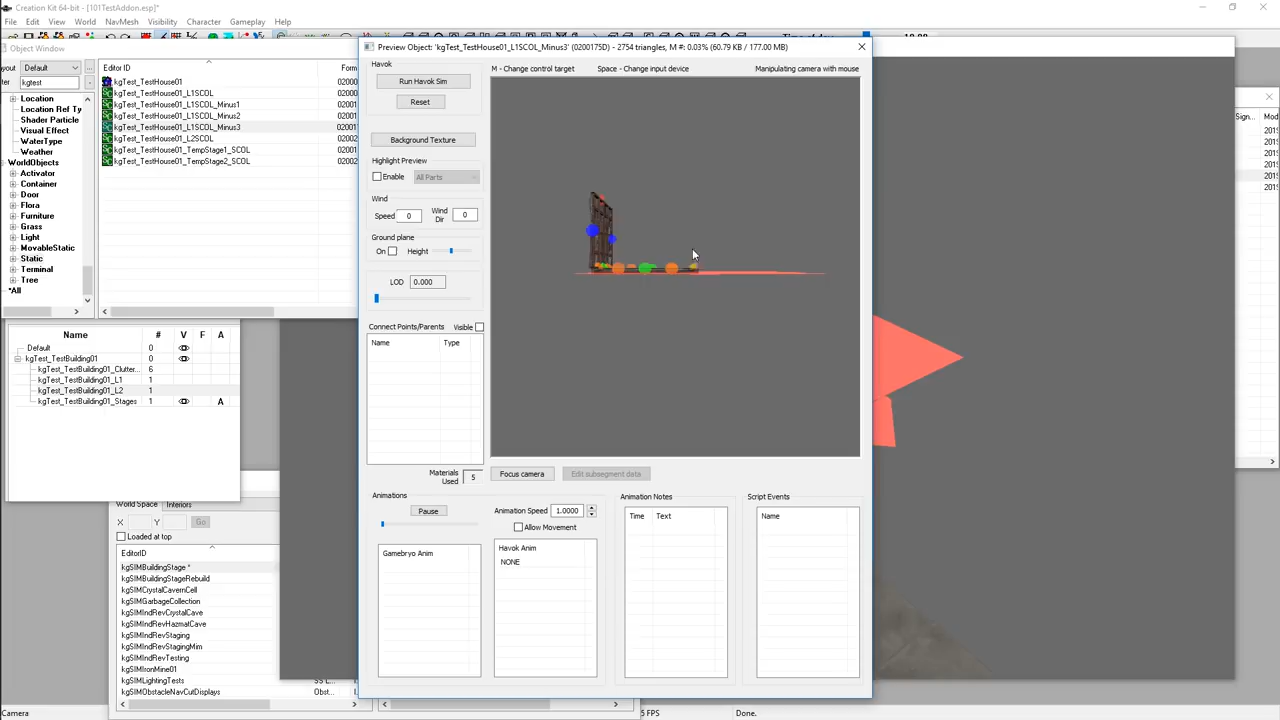 Creation Kit 64-bit - [101TestAddon.esp]*
File Edit View World NavMesh Visibility Character Gameplay Help
Object Window
Default
kgtest
Location
Location Ref Ty
Shader Particle
Visual Effect
WaterType
Weather
WorldObjects
Activator
Container
Door
Flora
Furniture
Grass
Light
MovableStatic
Static
Terminal
Tree
*All
Editor ID
Form
kgTest_TestHouse01
kgTest_TestHouse01_L1SCOL
kgTest_TestHouse01_L1SCOL_Minus1
kgTest_TestHouse01_L1SCOL_Minus2
kgTest_TestHouse01_L1SCOL_Minus3
kgTest_TestHouse01_L2SCOL
kgTest_TestHouse01_TempStage1_SCOL
kgTest_TestHouse01_TempStage2_SCOL
Name # V F A
Default 0
kgTest_TestBuilding01 0
kgTest_TestBuilding01_Clutter... 6
kgTest_TestBuilding01_L1 1
kgTest_TestBuilding01_L2 1
kgTest_TestBuilding01_Stages 1 A
World Space Interiors
X Y Go
Loaded at top
EditorID
kgSIMBuildingStage *
kgSIMBuildingStageRebuild
kgSIMCrystalCavernCell
kgSIMGarbageCollection
kgSIMIndRevCrystalCave
kgSIMIndRevHazmatCave
kgSIMIndRevStaging
kgSIMIndRevStagingMim
kgSIMIndRevTesting
kgSIMIronMine01
kgSIMLightingTests SS L...
kgSIMObstacleNavCutDisplays Obst...
Preview Object: 'kgTest_TestHouse01_L1SCOL_Minus3' (0200175D) - 2754 triangles, M #: 0.03% (60.79 KB / 177.00 MB)
Havok
Run Havok Sim
Reset
Background Texture
Highlight Preview
Enable All Parts
Wind
Speed 0 Wind Dir 0
Ground plane
On Height
LOD 0.000
Connect Points/Parents Visible
Name Type
Materials Used 5
M - Change control target Space - Change input device Manipulating camera with mouse
Focus camera Edit subsegment data
Animations
Pause
Animation Speed 1.0000
Allow Movement
Gamebryo Anim
Havok Anim
NONE
Animation Notes
Time Text
Script Events
Name
Sign...
Camera
5 FPS
Done.